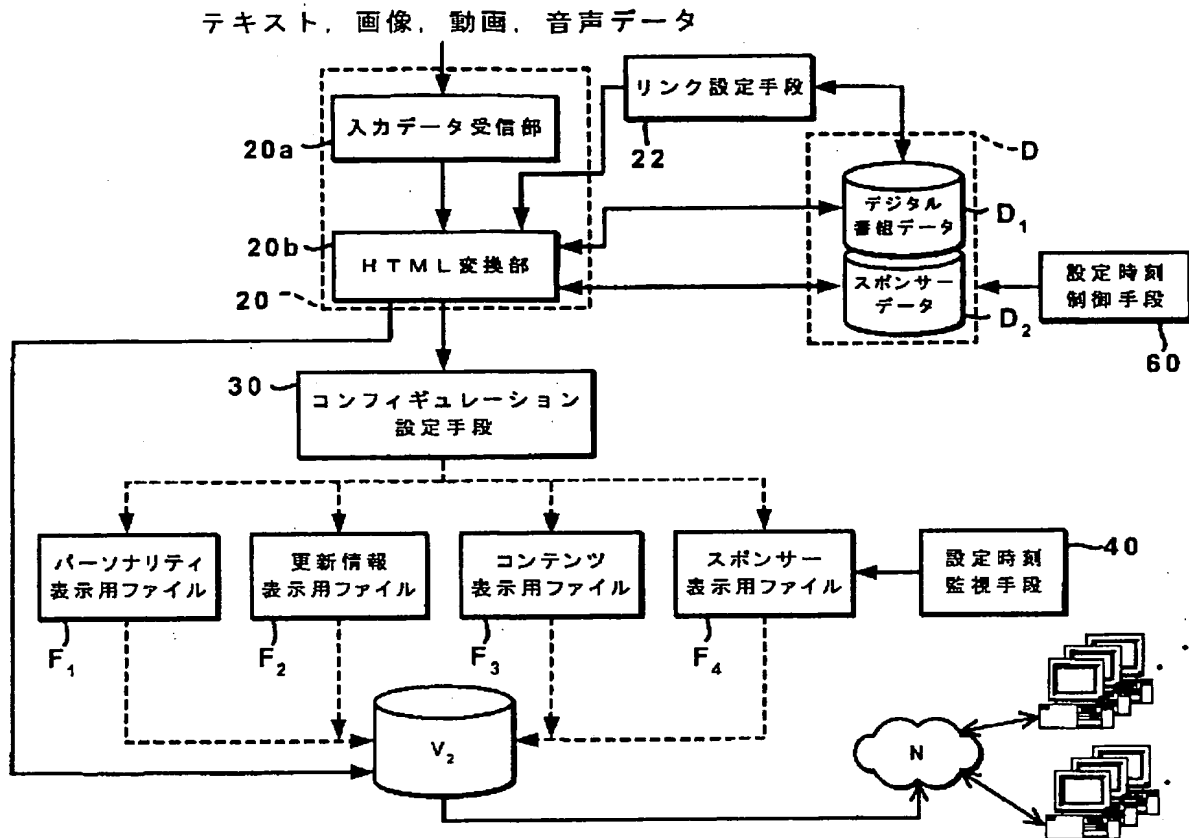 テキスト, 画像, 動画, 音声データ
入力データ受信部
20a
リンク設定手段
22
D
デジタル
番組データ
D1
20b
HTML変換部
20
スポンサー
データ
D2
設定時刻
制御手段
60
30
コンフィギュレーション
設定手段
パーソナリティ
表示用ファイル
F1
更新情報
表示用ファイル
F2
コンテンツ
表示用ファイル
F3
スポンサー
表示用ファイル
F4
設定時刻
監視手段
40
V2
N